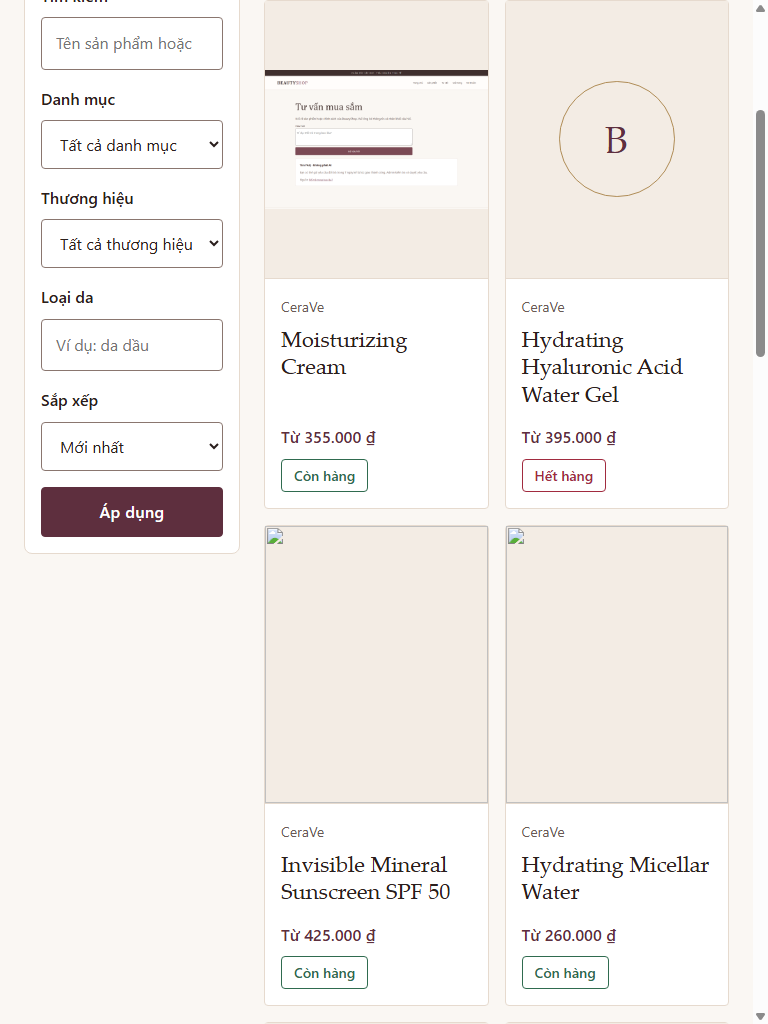 Tên sản phẩm hoặc
Danh mục
Tất cả danh mục
Thương hiệu
Tất cả thương hiệu
Loại da
Ví dụ: da dầu
Sắp xếp
Mới nhất
Áp dụng
Tư vấn mua sắm
CeraVe
Moisturizing
Cream
Từ 355.000 ₫
Còn hàng
B
CeraVe
Hydrating
Hyaluronic Acid
Water Gel
Từ 395.000 ₫
Hết hàng
CeraVe
Invisible Mineral
Sunscreen SPF 50
Từ 425.000 ₫
Còn hàng
CeraVe
Hydrating Micellar
Water
Từ 260.000 ₫
Còn hàng